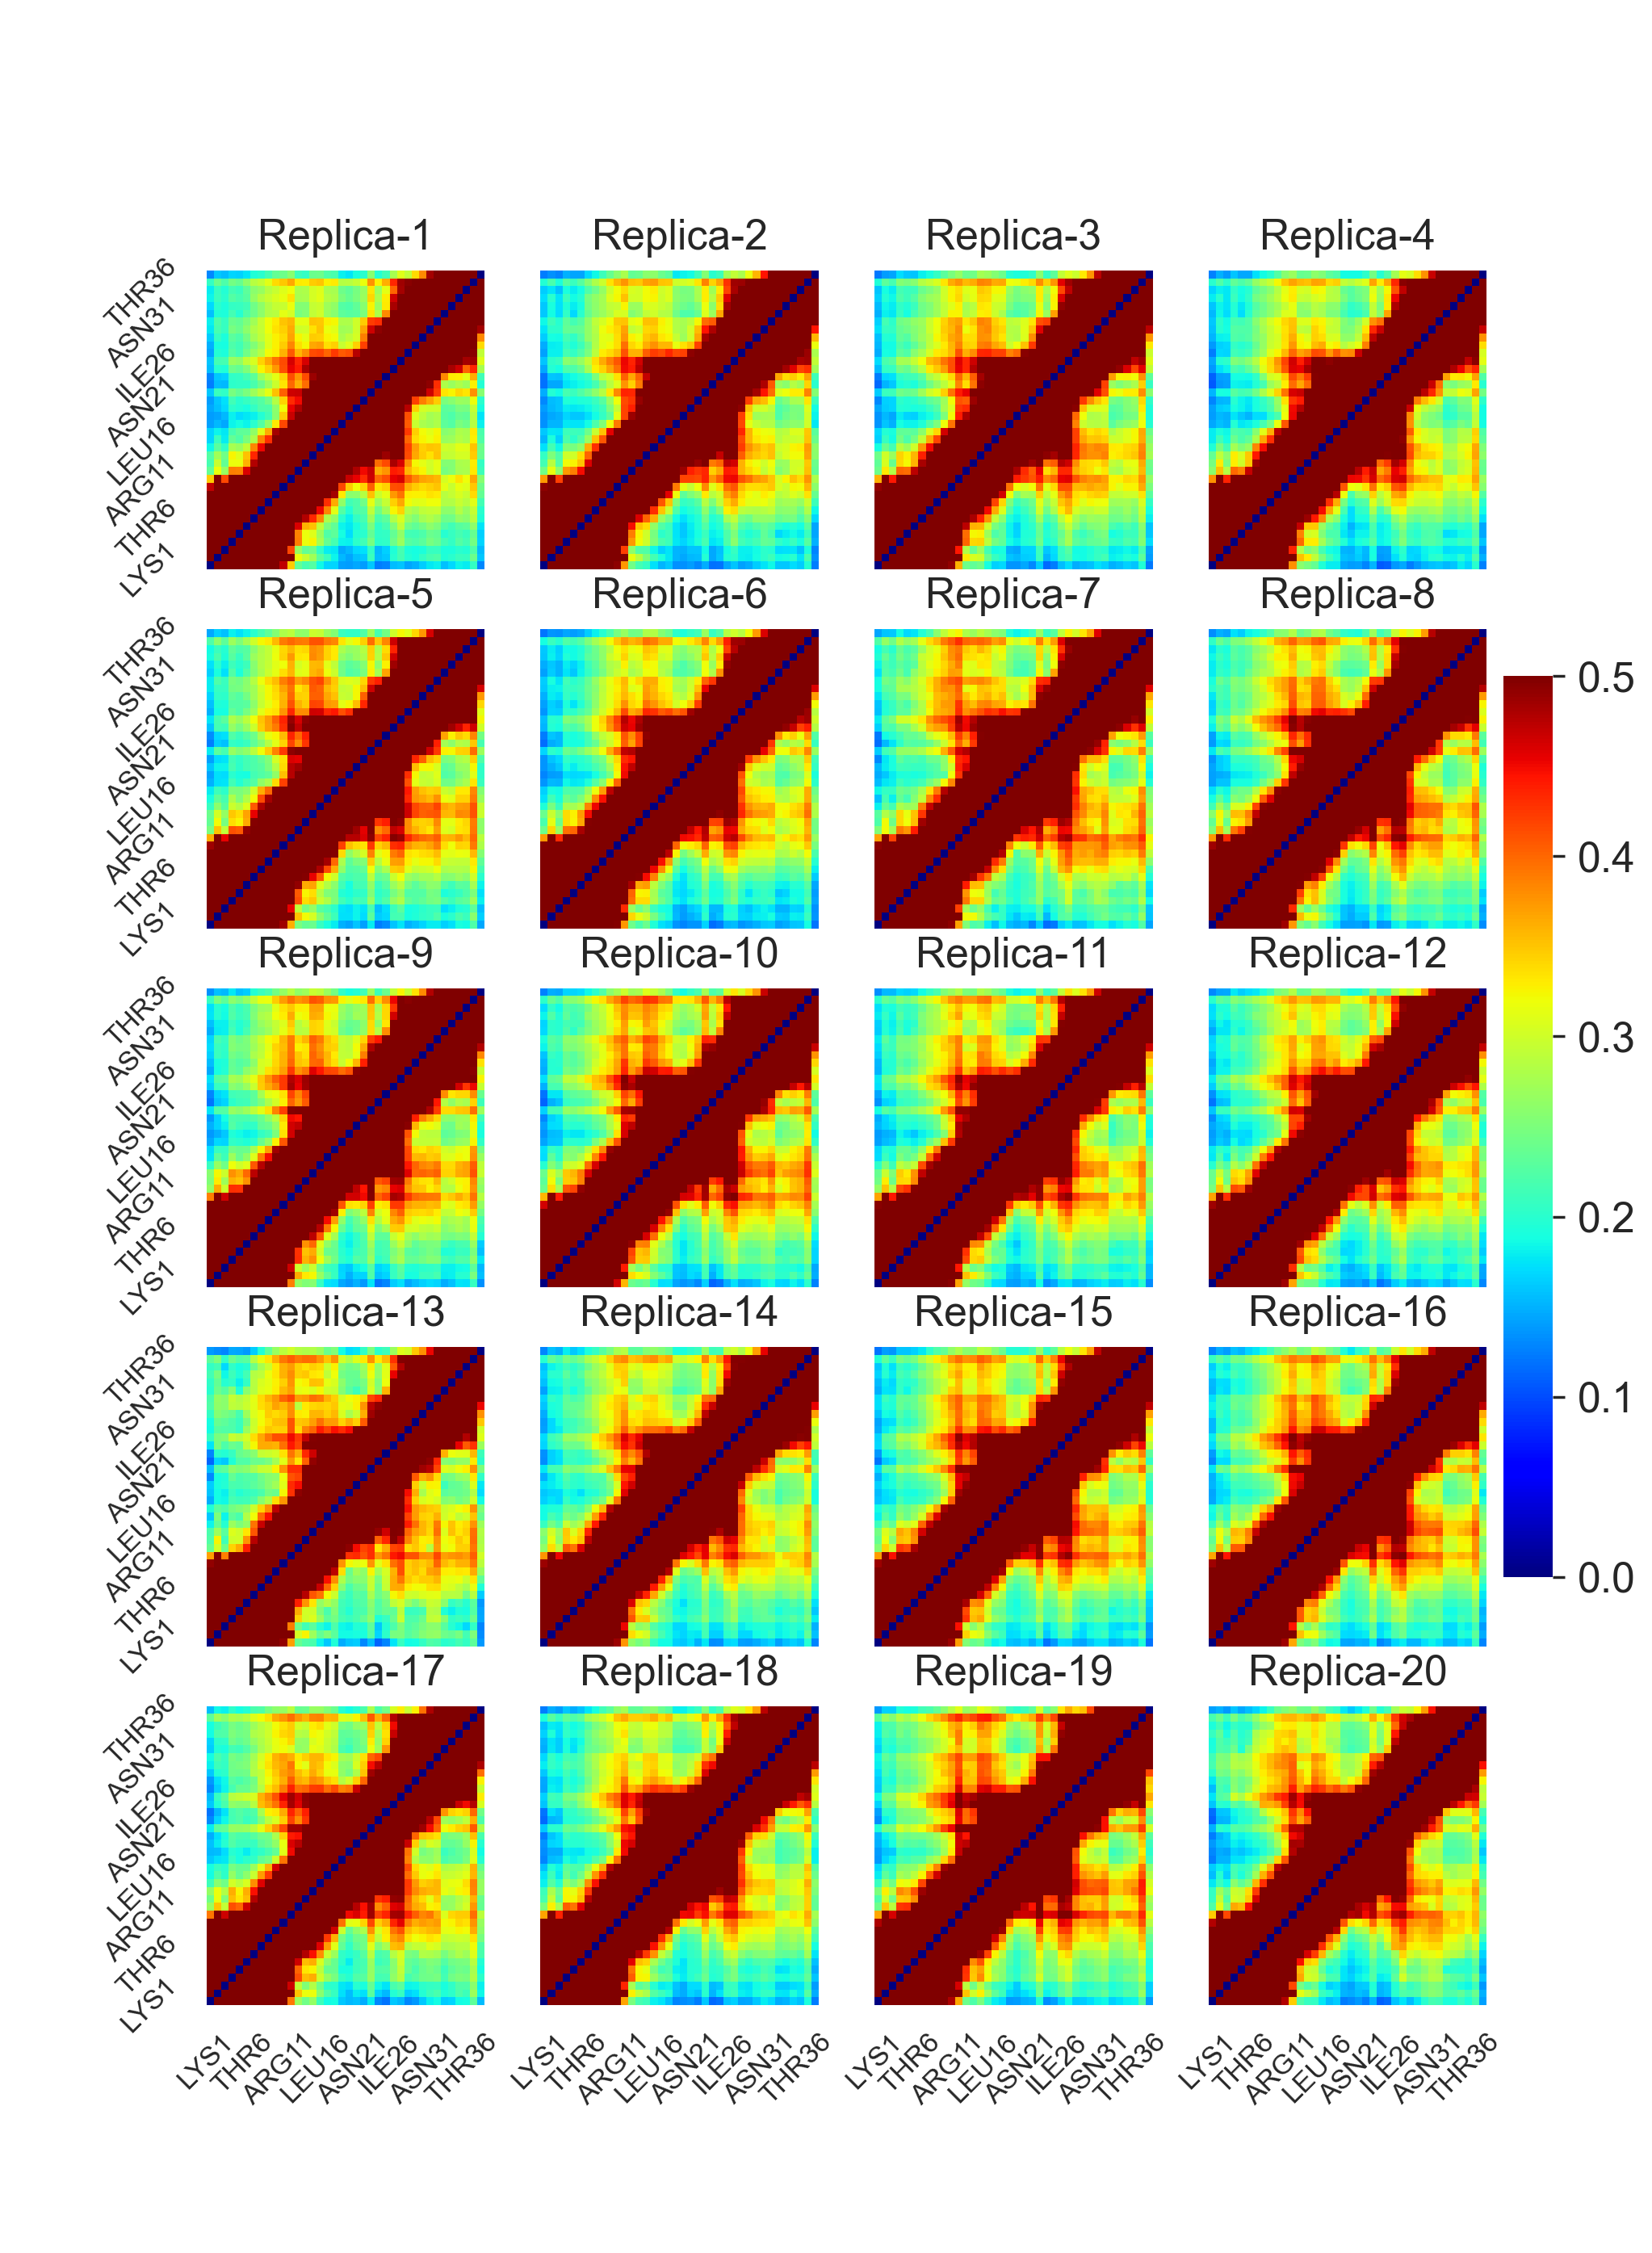 Replica-1 Replica-2 Replica-3 Replica-4
THR36
ASN31
ILE26
ASN21
LEU16
ARG11
THR6
LYS1
Replica-5 Replica-6 Replica-7 Replica-8
THR36
ASN31
ILE26
ASN21
LEU16
ARG11
THR6
LYS1
0.5
0.4
0.3
0.2
0.1
0.0
Replica-9 Replica-10 Replica-11 Replica-12
THR36
ASN31
ILE26
ASN21
LEU16
ARG11
THR6
LYS1
Replica-13 Replica-14 Replica-15 Replica-16
THR36
ASN31
ILE26
ASN21
LEU16
ARG11
THR6
LYS1
Replica-17 Replica-18 Replica-19 Replica-20
THR36
ASN31
ILE26
ASN21
LEU16
ARG11
THR6
LYS1
LYS1 THR6 ARG11 LEU16 ASN21 ILE26 ASN31 THR36 LYS1 THR6 ARG11 LEU16 ASN21 ILE26 ASN31 THR36 LYS1 THR6 ARG11 LEU16 ASN21 ILE26 ASN31 THR36 LYS1 THR6 ARG11 LEU16 ASN21 ILE26 ASN31 THR36